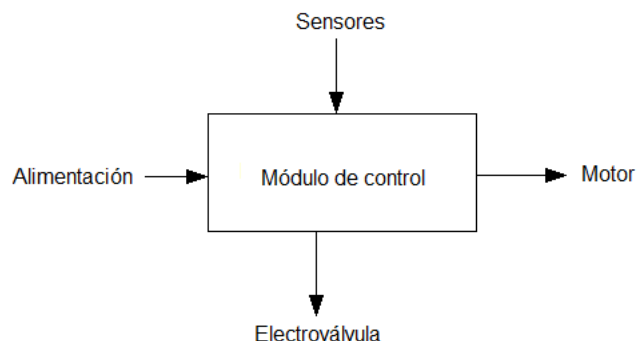 Sensores
Alimentación
Módulo de control
Motor
Electroválvula